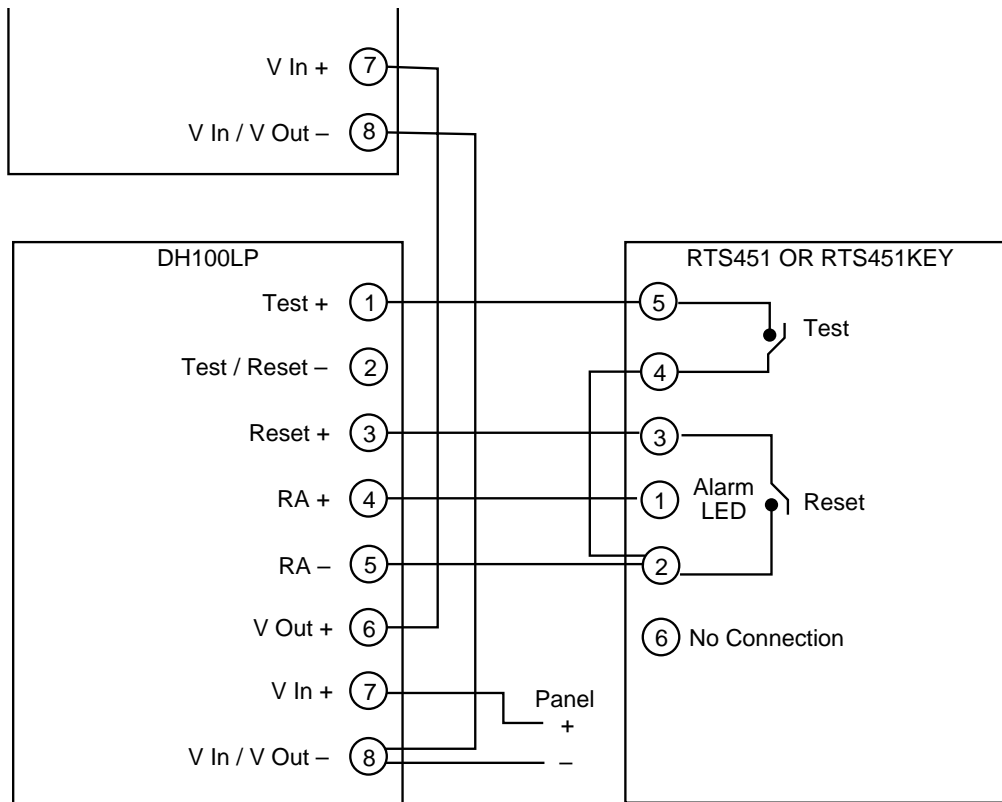 V In + 7
V In / V Out – 8
DH100LP
Test + 1
Test / Reset – 2
Reset + 3
RA + 4
RA – 5
V Out + 6
V In + 7
V In / V Out – 8
Panel
+
–
RTS451 OR RTS451KEY
5
Test
4
3
1 Alarm
LED
Reset
2
6 No Connection